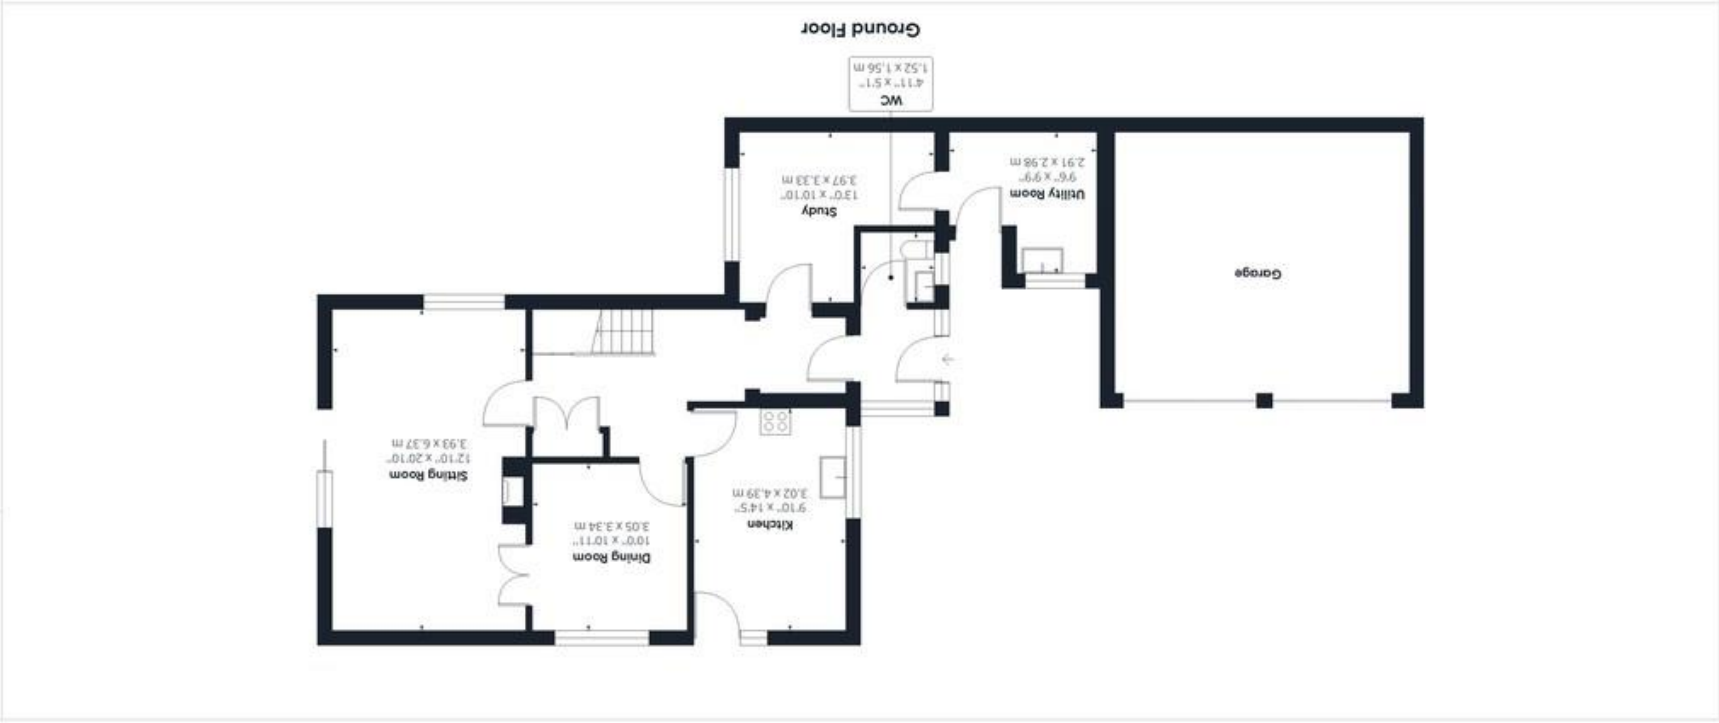 Dining Room
10'0" x 10'11"
3.05 x 3.34 m
Kitchen
9'10" x 14'5"
3.02 x 4.39 m
Sitting Room
12'10" x 20'10"
3.93 x 6.37 m
Garage
Study
13'0" x 10'10"
3.97 x 3.33 m
Utility Room
9'6" x 9'9"
2.91 x 2.98 m
WC
4'11" x 5'1"
1.52 x 1.56 m
Ground Floor